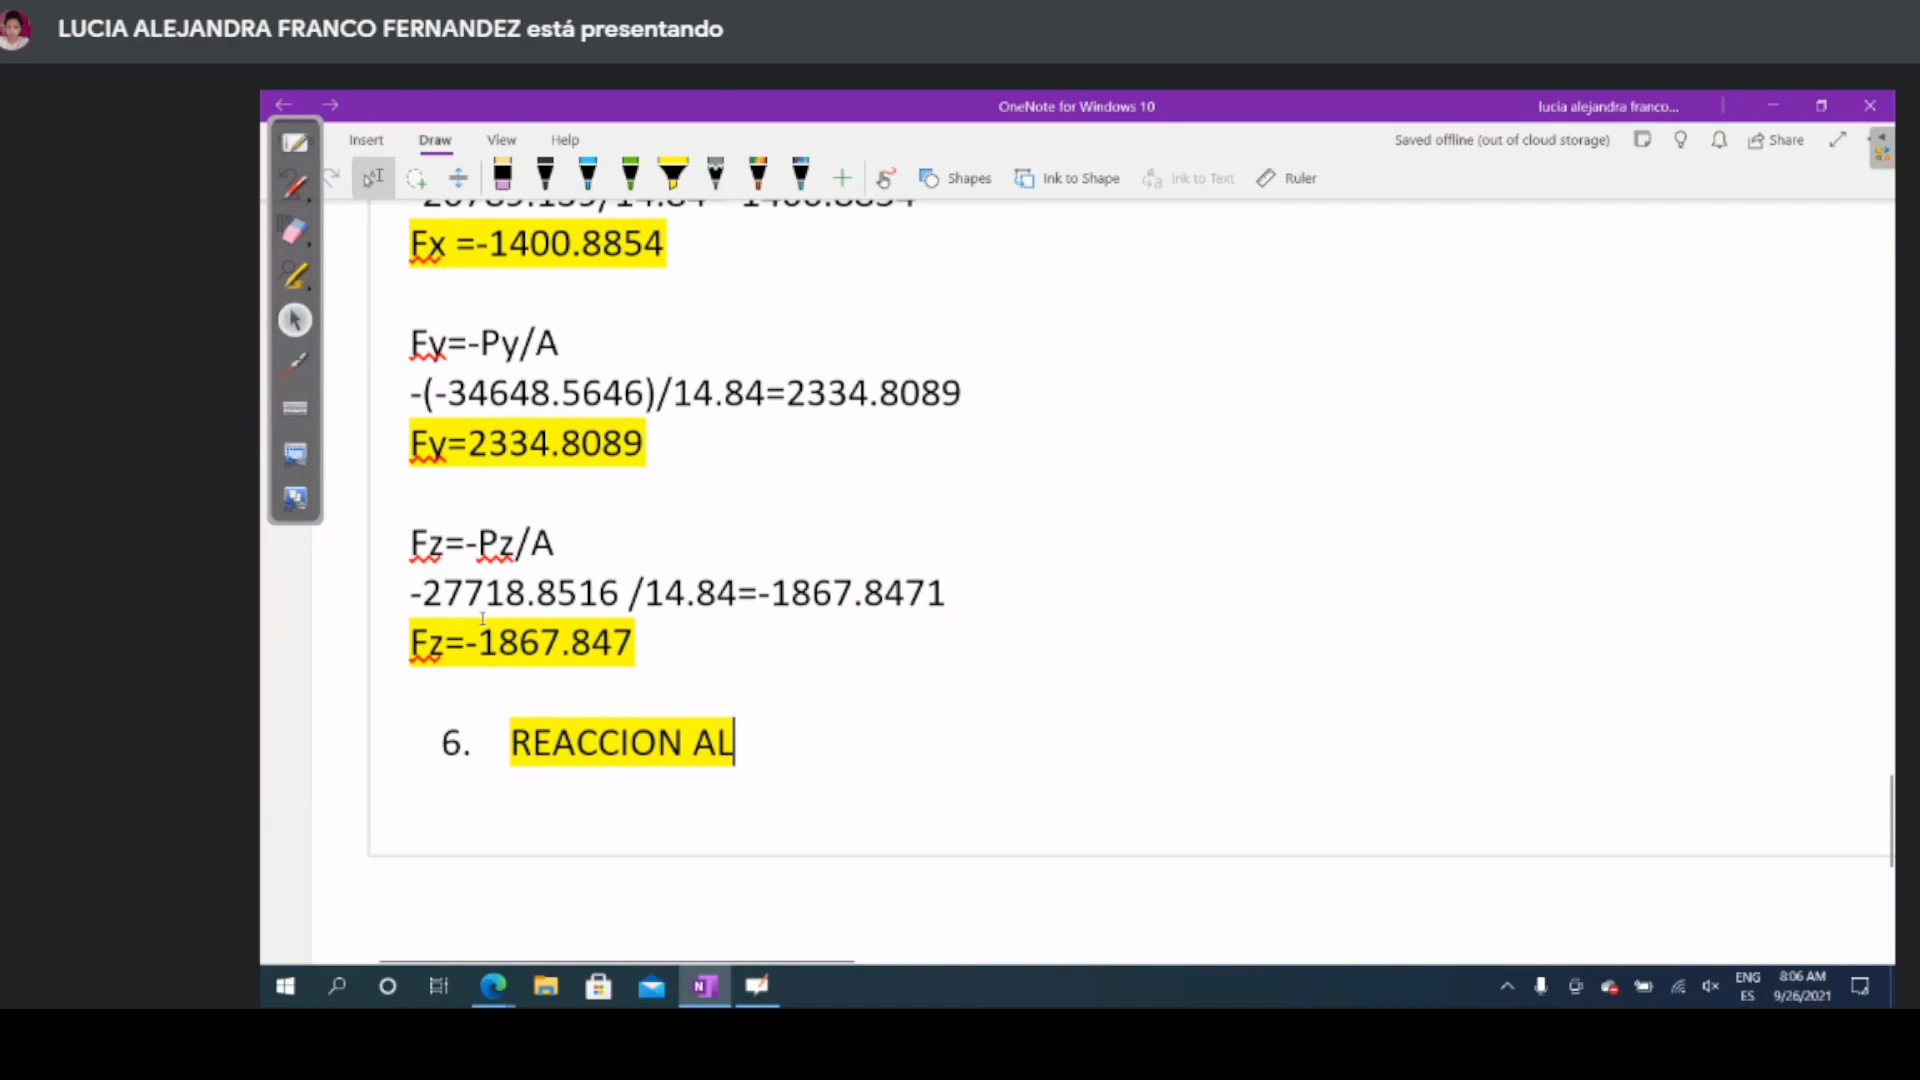 LUCIA ALEJANDRA FRANCO FERNANDEZ está presentando
OneNote for Windows 10
lucia alejandra franco...
Insert Draw View Help
Saved offline (out of cloud storage)
Share
Shapes Ink to Shape Ink to Text Ruler
Fx =-1400.8854
Fy=-Py/A
-(-34648.5646)/14.84=2334.8089
Fy=2334.8089
Fz=-Pz/A
-27718.8516 /14.84=-1867.8471
Fz=-1867.847
6. REACCION AL
ENG
ES
8:06 AM
9/26/2021